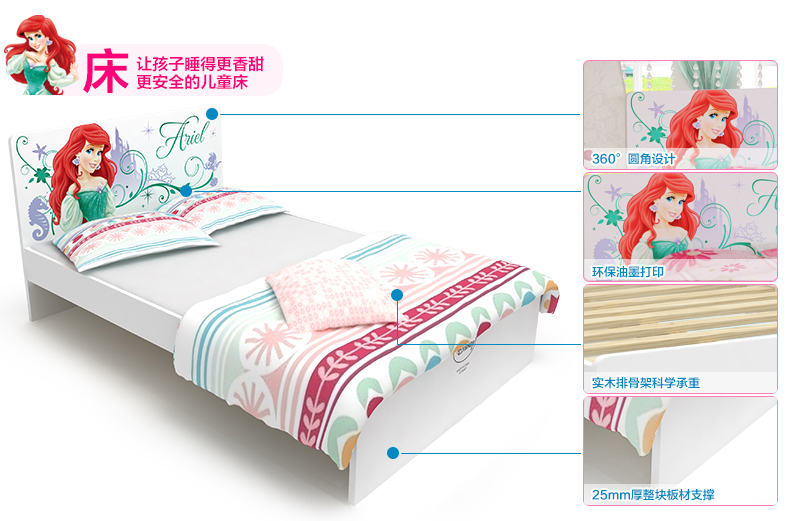 床
让孩子睡得更香甜
更安全的儿童床
Ariel
360°圆角设计
环保油墨打印
实木排骨架科学承重
25mm厚整块板材支撑